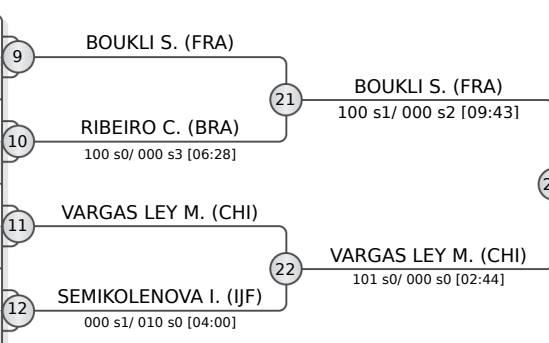 BOUKLI S. (FRA)
9
BOUKLI S. (FRA)
21
100 s1/ 000 s2 [09:43]
RIBEIRO C. (BRA)
10
100 s0/ 000 s3 [06:28]
VARGAS LEY M. (CHI)
11
VARGAS LEY M. (CHI)
22
101 s0/ 000 s0 [02:44]
SEMIKOLENOVA I. (IJF)
12
000 s1/ 010 s0 [04:00]